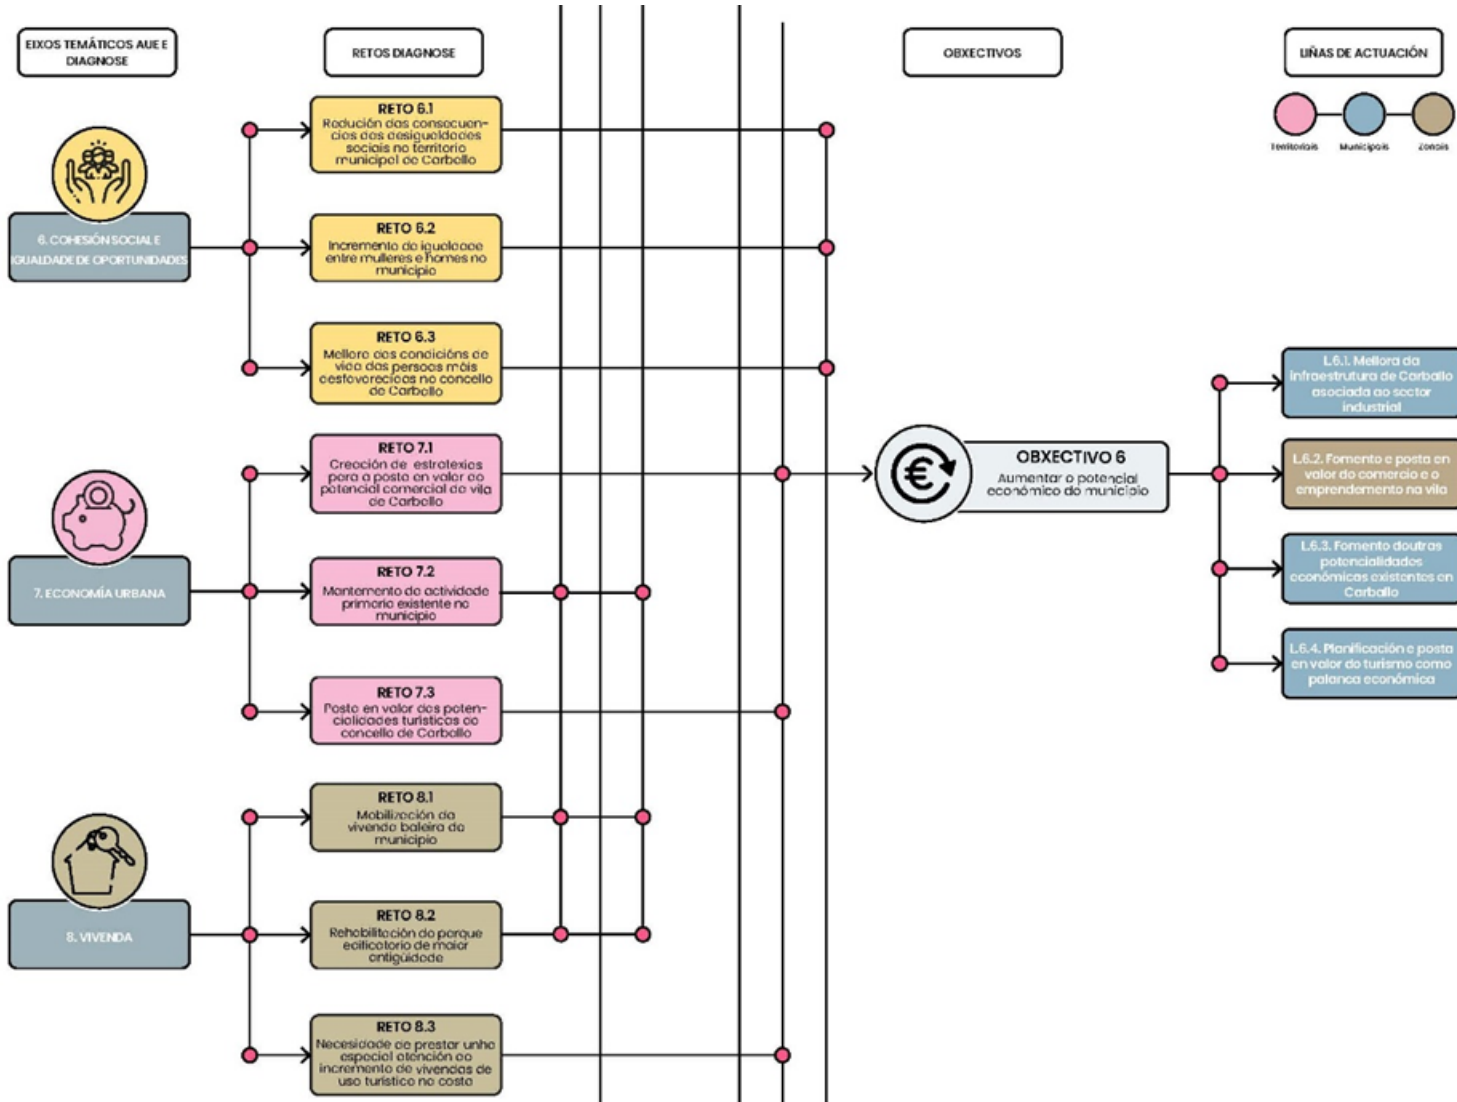 EIXOS TEMÁTICOS AUE E
DIAGNOSE
RETOS DIAGNOSE
OBXECTIVOS
LIÑAS DE ACTUACIÓN
Territoriais
Municipais
Zonais
6. COHESIÓN SOCIAL E
IGUALDADE DE OPORTUNIDADES
RETO 6.1
Redución das consecuen-
cias das desigualdades
sociais no territorio
municipal de Carballo
RETO 6.2
Incremento da igualdade
entre mulleres e homes no
municipio
RETO 6.3
Mellora das condicións de
vida das persoas máis
desfavorecidas no concello
de Carballo
7. ECONOMÍA URBANA
RETO 7.1
Creación de estratexias
para a posta en valor do
potencial comercial da vila
de Carballo
RETO 7.2
Mantemento da actividade
primaria existente no
municipio
RETO 7.3
Posta en valor das poten-
cialidades turísticas do
concello de Carballo
8. VIVENDA
RETO 8.1
Mobilización da
vivenda baleira do
municipio
RETO 8.2
Rehabilitación do parque
edificatorio de maior
antigüidade
RETO 8.3
Necesidade de prestar unha
especial atención ao
incremento de vivendas de
uso turístico na costa
OBXECTIVO 6
Aumentar o potencial
económico do municipio
L.6.1. Mellora da
infraestrutura de Carballo
asociada ao sector
industrial
L.6.2. Fomento e posta en
valor do comercio e o
emprendemento na vila
L.6.3. Fomento doutras
potencialidades
económicas existentes en
Carballo
L.6.4. Planificación e posta
en valor do turismo como
palanca económica